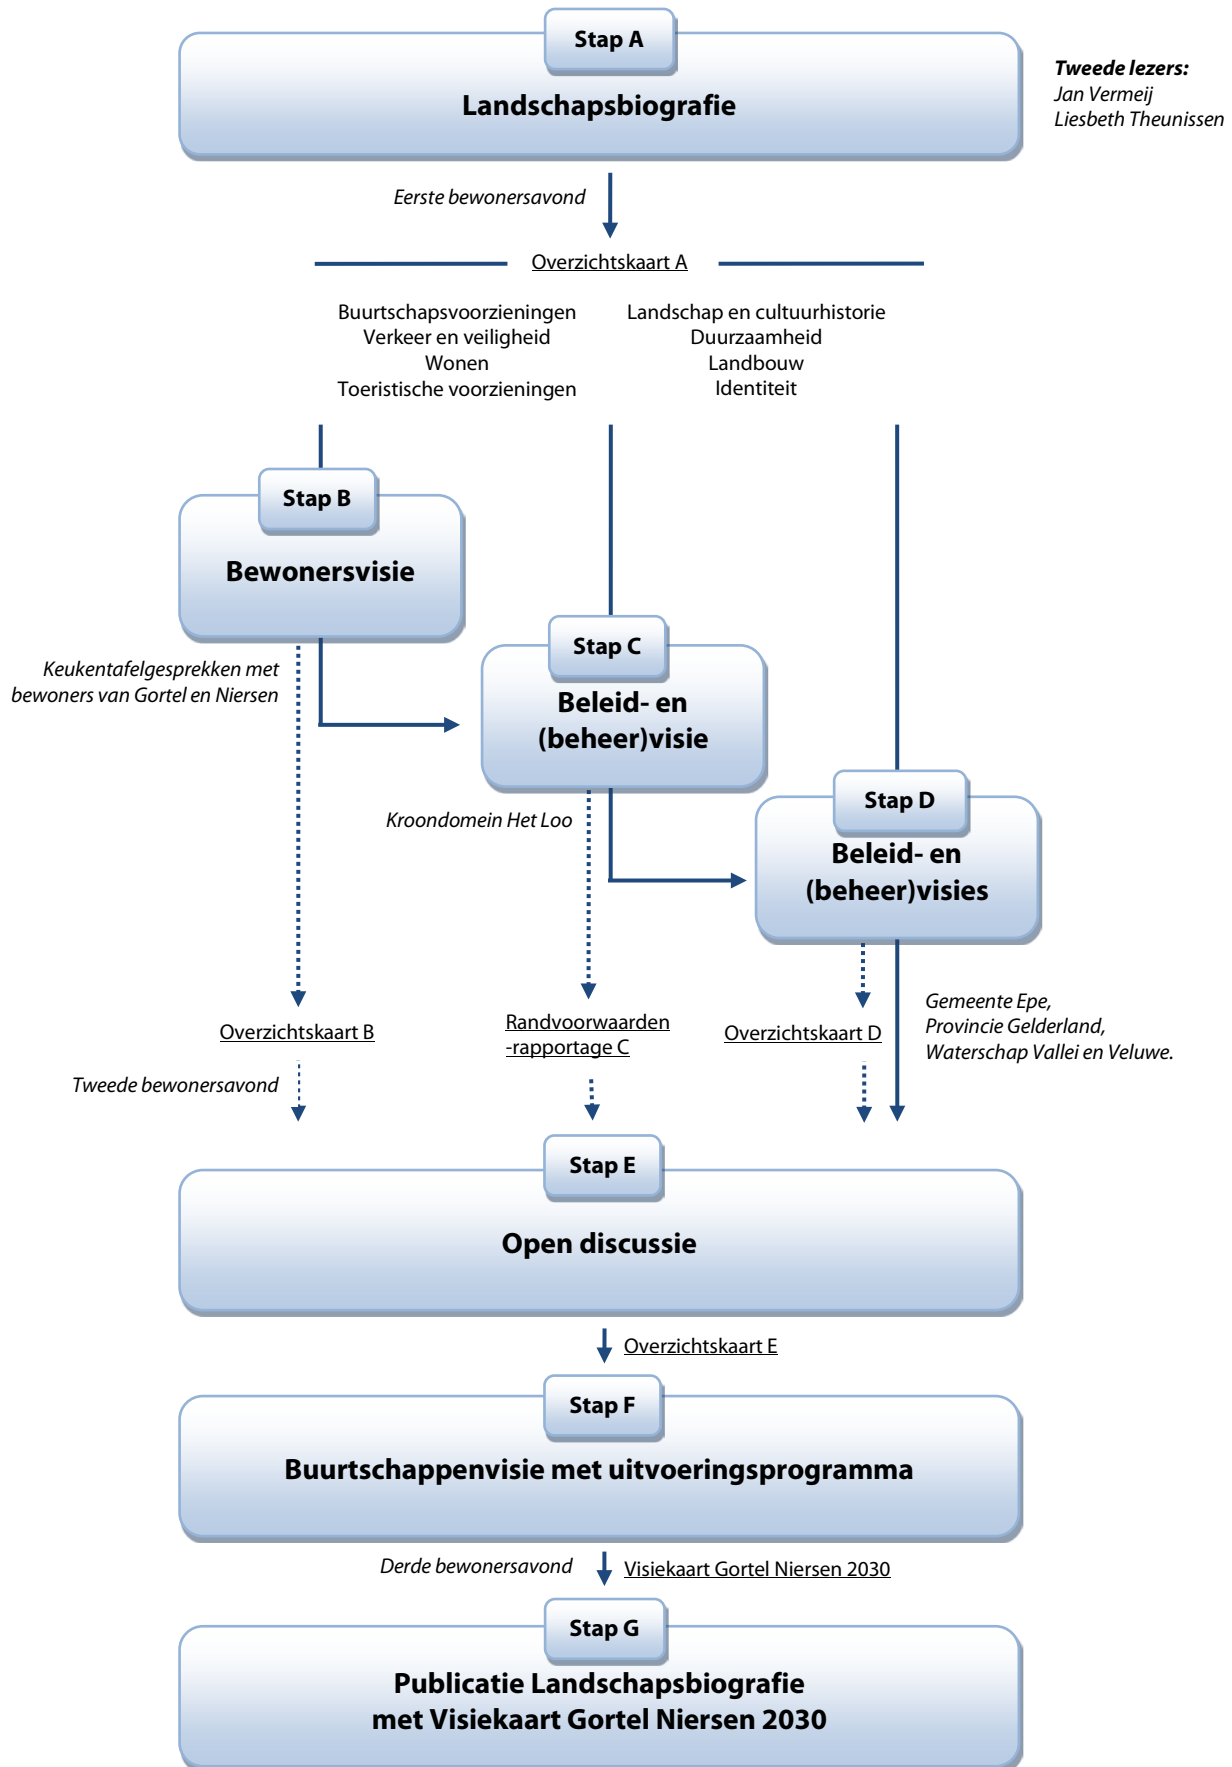 Stap A
Landschapsbiografie
Tweede lezers:
Jan Vermeij
Liesbeth Theunissen
Eerste bewonersavond
Overzichtskaart A
Buurtschapsvoorzieningen
Verkeer en veiligheid
Wonen
Toeristische voorzieningen
Landschap en cultuurhistorie
Duurzaamheid
Landbouw
Identiteit
Stap B
Bewonersvisie
Keukentafelgesprekken met
bewoners van Gortel en Niersen
Stap C
Beleid- en
(beheer)visie
Kroondomein Het Loo
Stap D
Beleid- en
(beheer)visies
Gemeente Epe,
Provincie Gelderland,
Waterschap Vallei en Veluwe.
Overzichtskaart B
Randvoorwaarden
-rapportage C
Overzichtskaart D
Tweede bewonersavond
Stap E
Open discussie
Overzichtskaart E
Stap F
Buurtschappenvisie met uitvoeringsprogramma
Derde bewonersavond
Visiekaart Gortel Niersen 2030
Stap G
Publicatie Landschapsbiografie
met Visiekaart Gortel Niersen 2030